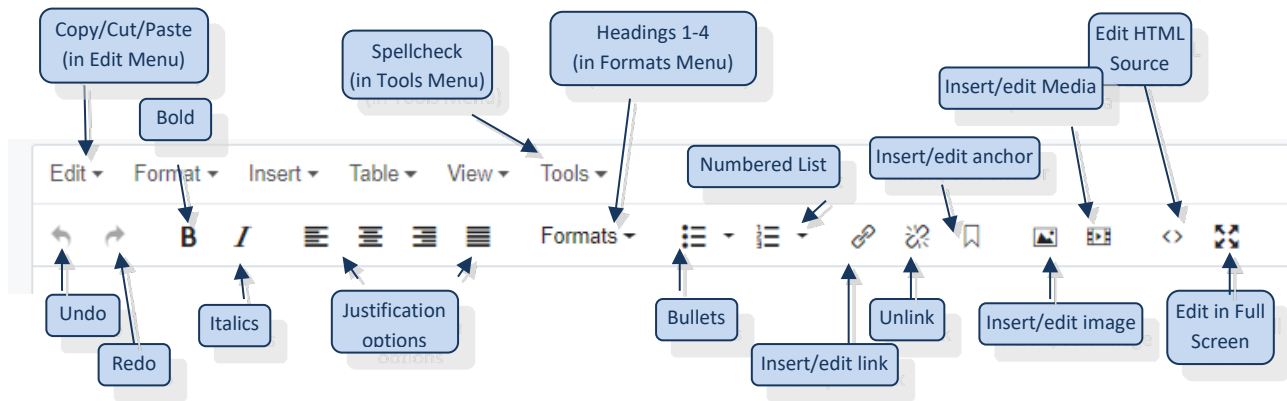 Copy/Cut/Paste
(in Edit Menu)
Spellcheck
(in Tools Menu)
Headings 1-4
(in Formats Menu)
Edit HTML
Source
Insert/edit Media
Bold
Numbered List
Insert/edit anchor
Edit Format Insert Table View Tools
B I Formats
Undo
Redo
Italics
Justification
options
Bullets
Insert/edit link
Unlink
Insert/edit image
Edit in Full
Screen